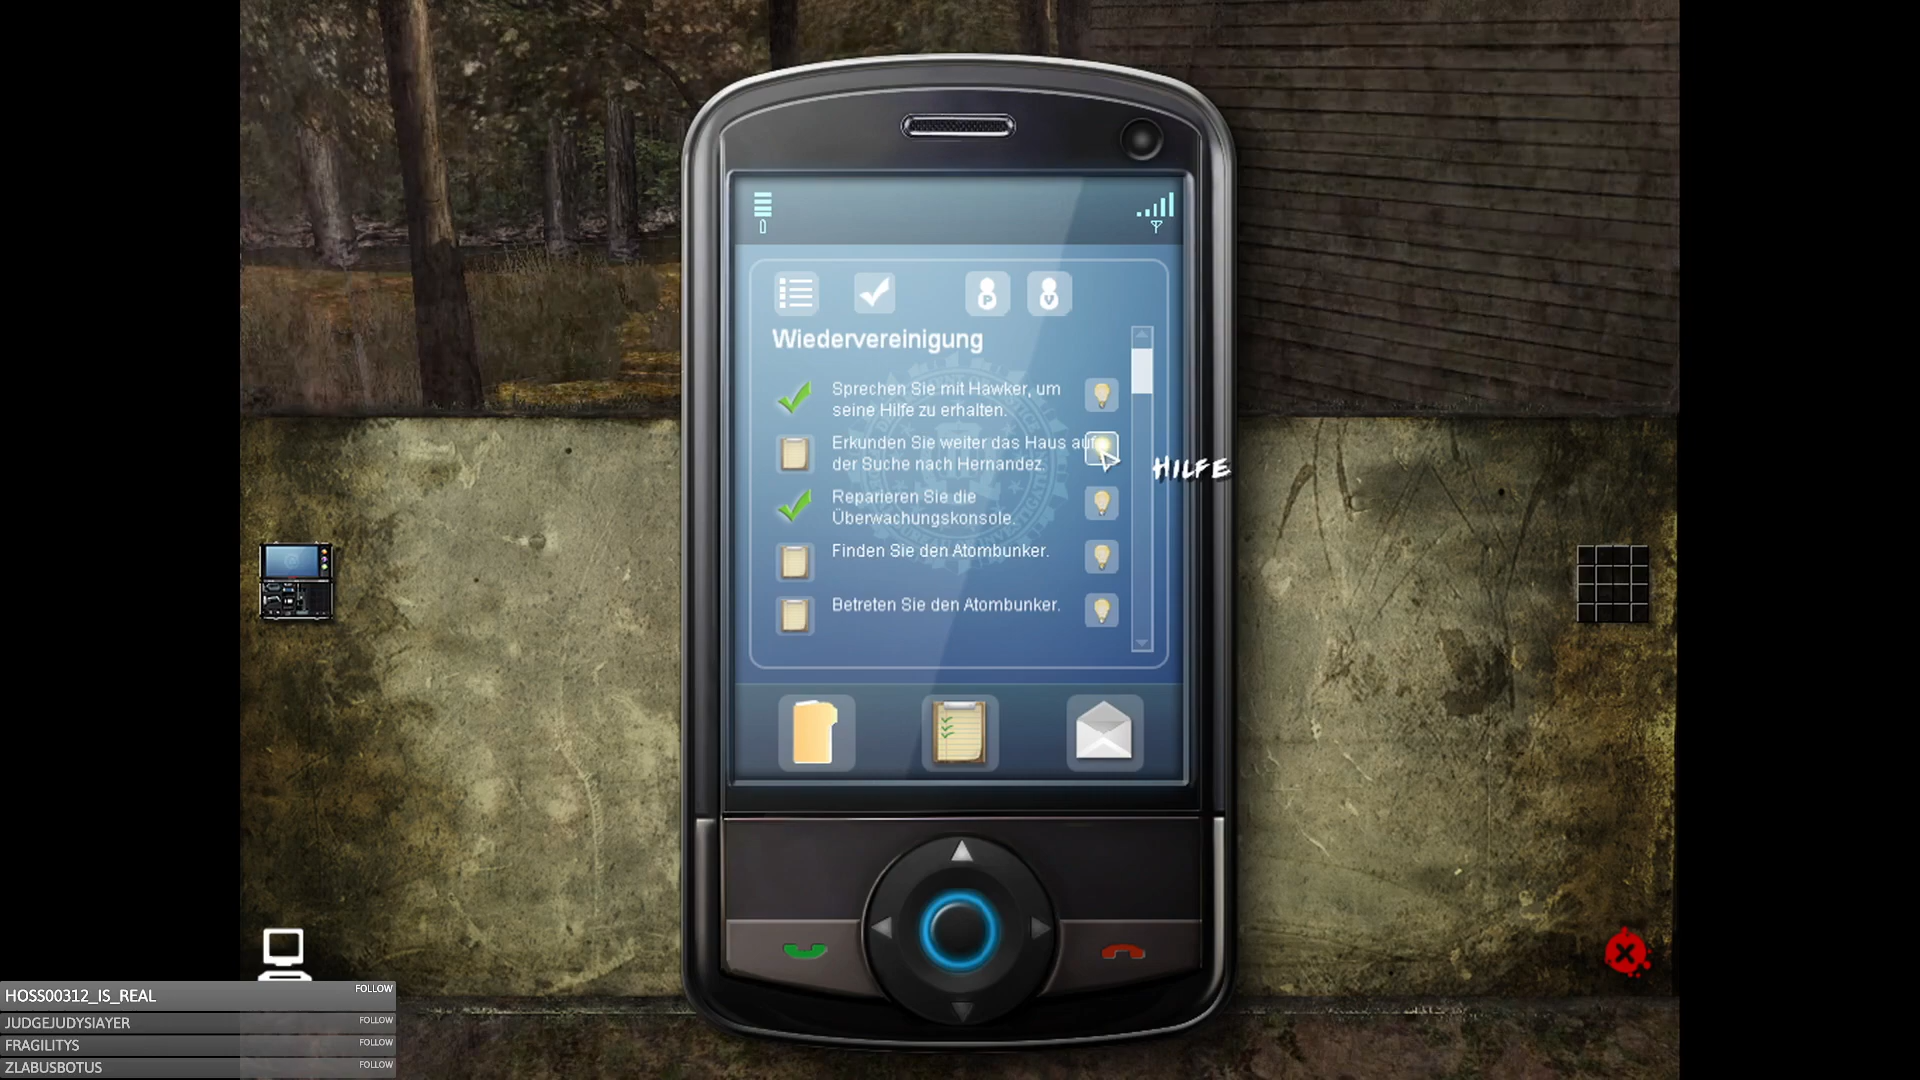 P
V
Wiedervereinigung
Sprechen Sie mit Hawker, um
seine Hilfe zu erhalten.
Erkunden Sie weiter das Haus auf
der Suche nach Hernandez.
HILFE
Reparieren Sie die
Überwachungskonsole.
Finden Sie den Atombunker.
Betreten Sie den Atombunker.
HOSS00312_IS_REAL FOLLOW
JUDGEJUDYSIAYER FOLLOW
FRAGILITYS FOLLOW
ZLABUSBOTUS FOLLOW